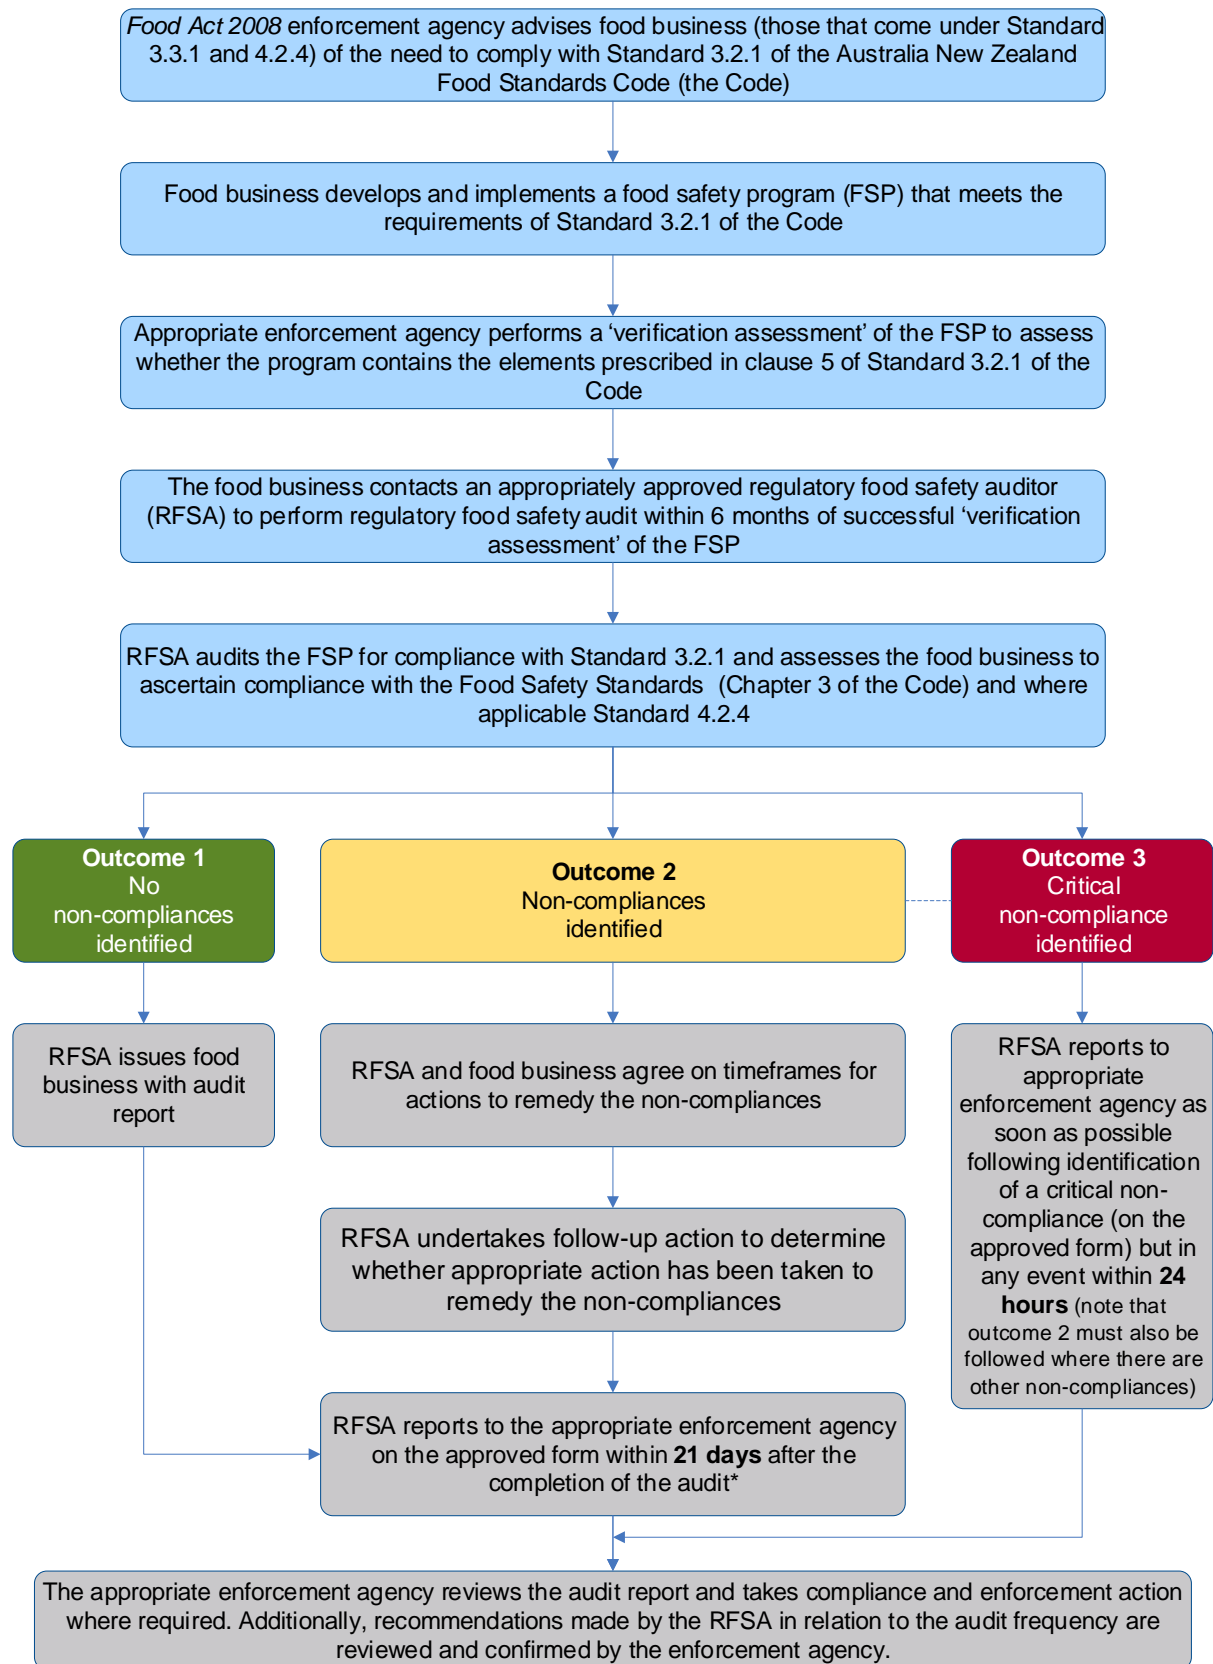 Food Act 2008 enforcement agency advises food business (those that come under Standard
3.3.1 and 4.2.4) of the need to comply with Standard 3.2.1 of the Australia New Zealand
Food Standards Code (the Code)
Food business develops and implements a food safety program (FSP) that meets the
requirements of Standard 3.2.1 of the Code
Appropriate enforcement agency performs a ‘verification assessment’ of the FSP to assess
whether the program contains the elements prescribed in clause 5 of Standard 3.2.1 of the
Code
The food business contacts an appropriately approved regulatory food safety auditor
(RFSA) to perform regulatory food safety audit within 6 months of successful ‘verification
assessment’ of the FSP
RFSA audits the FSP for compliance with Standard 3.2.1 and assesses the food business to
ascertain compliance with the Food Safety Standards (Chapter 3 of the Code) and where
applicable Standard 4.2.4
Outcome 1
No
non-compliances
identified
Outcome 2
Non-compliances
identified
Outcome 3
Critical
non-compliance
identified
RFSA issues food
business with audit
report
RFSA and food business agree on timeframes for
actions to remedy the non-compliances
RFSA undertakes follow-up action to determine
whether appropriate action has been taken to
remedy the non-compliances
RFSA reports to the appropriate enforcement agency
on the approved form within 21 days after the
completion of the audit*
RFSA reports to
appropriate
enforcement agency as
soon as possible
following identification
of a critical non-
compliance (on the
approved form) but in
any event within 24
hours (note that
outcome 2 must also be
followed where there are
other non-compliances)
The appropriate enforcement agency reviews the audit report and takes compliance and enforcement action
where required. Additionally, recommendations made by the RFSA in relation to the audit frequency are
reviewed and confirmed by the enforcement agency.